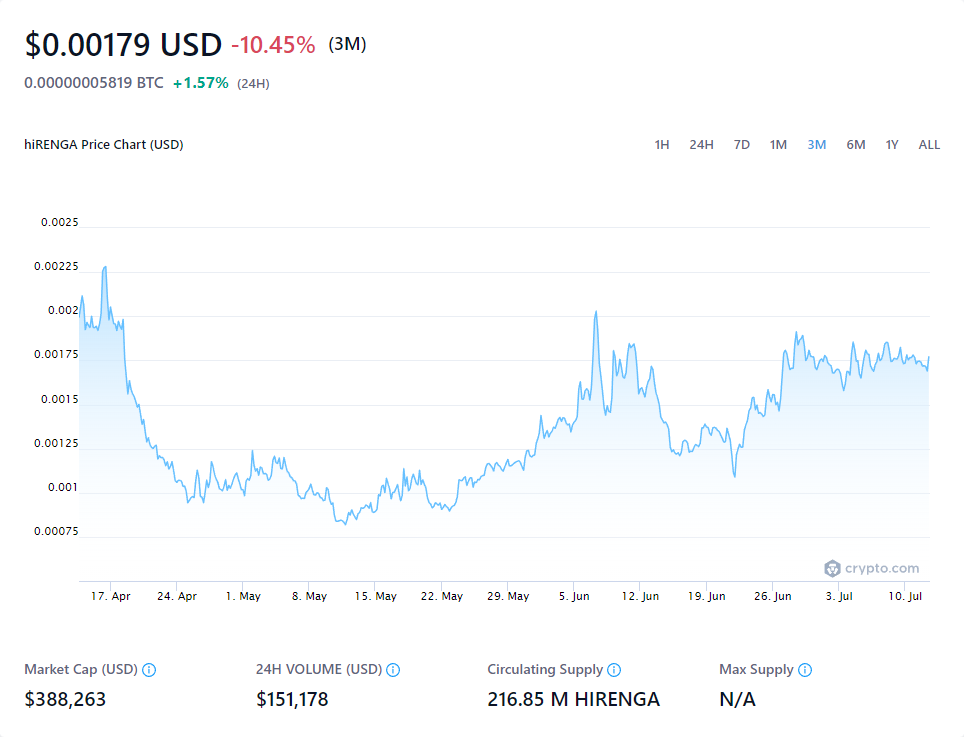 $0.00179 USD -10.45% (3M)
0.00000005819 BTC +1.57% (24H)
hiRENGA Price Chart (USD) 1H 24H 7D 1M 3M 6M 1Y ALL
0.0025
0.00225
0.002
0.00175
0.0015
0.00125
0.001
0.00075
crypto.com
17. Apr 24. Apr 1. May 8. May 15. May 22. May 29. May 5. Jun 12. Jun 19. Jun 26. Jun 3. Jul 10. Jul
Market Cap (USD) 24H VOLUME (USD) Circulating Supply Max Supply
$388,263 $151,178 216.85 M HIRENGA N/A